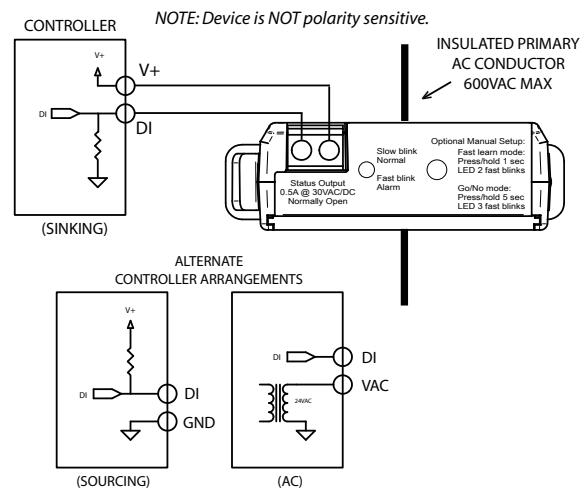 NOTE: Device is NOT polarity sensitive.
CONTROLLER
V+
V+
DI
DI
(SINKING)
INSULATED PRIMARY
AC CONDUCTOR
600VAC MAX
Status Output
0.5A @ 30VAC/DC
Normally Open
Slow blink
Normal
Fast blink
Alarm
Optional Manual Setup:
Fast learn mode:
Press/hold 1 sec
LED 2 fast blinks
Go/No mode:
Press/hold 5 sec
LED 3 fast blinks
ALTERNATE
CONTROLLER ARRANGEMENTS
V+
DI
DI
GND
(SOURCING)
DI
DI
VAC
24VAC
(AC)